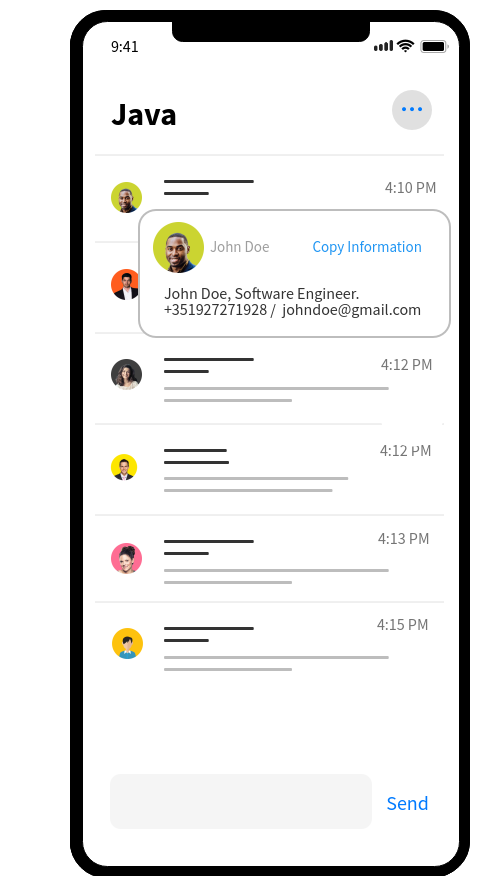 9:41
Java
4:10 PM
John Doe Copy Information
John Doe, Software Engineer.
+351927271928 / johndoe@gmail.com
4:12 PM
4:12 PM
4:13 PM
4:15 PM
Send